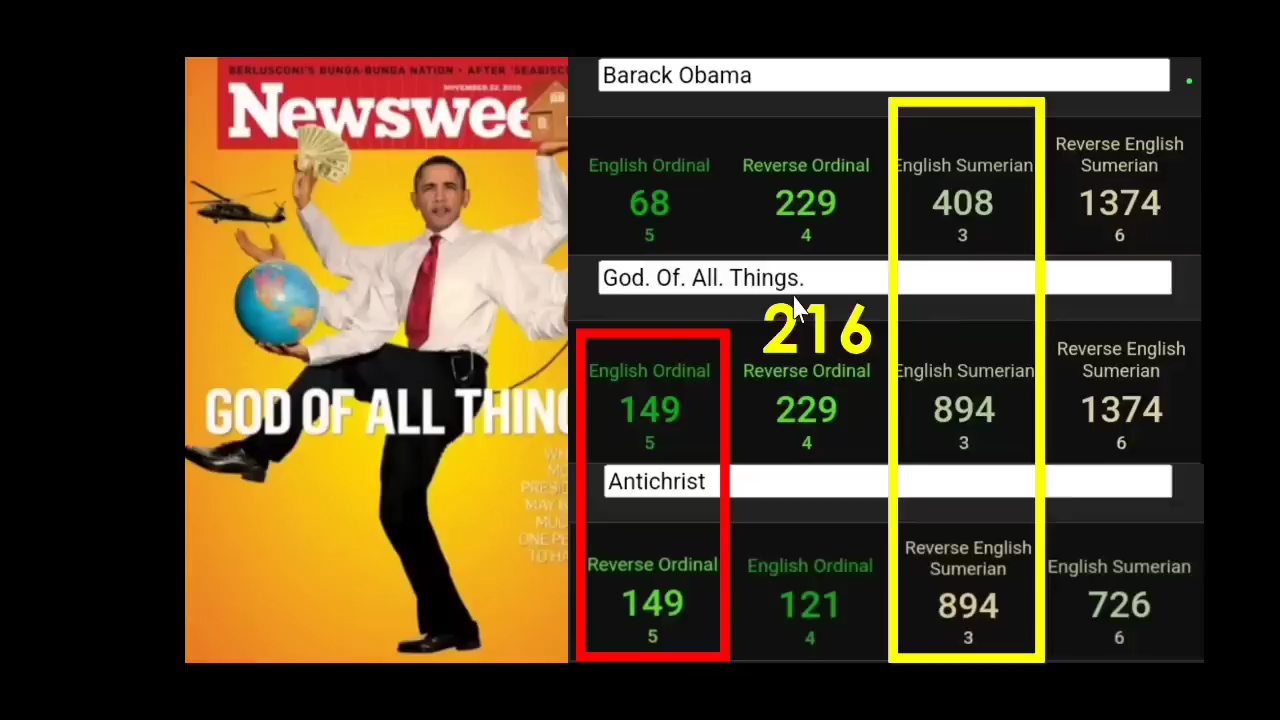 BERLUSCONI'S BUNGA-BUNGA NATION • AFTER
NOVEMBER 22, 2010
Newswee
GOD OF ALL THING
Barack Obama
English Ordinal
68
5
Reverse Ordinal
229
4
English Sumerian
408
3
Reverse English
Sumerian
1374
6
God. Of. All. Things.
216
English Ordinal
149
5
Reverse Ordinal
229
4
English Sumerian
894
3
Reverse English
Sumerian
1374
6
Antichrist
Reverse Ordinal
149
5
English Ordinal
121
4
Reverse English
Sumerian
894
3
English Sumerian
726
6